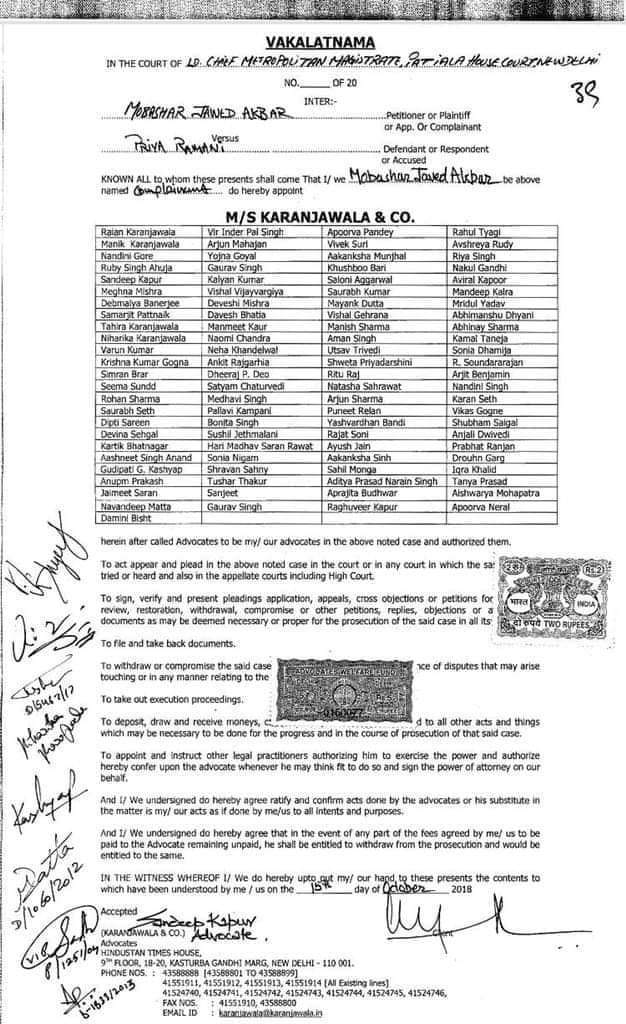 VAKALATNAMA
IN THE COURT OF LD. CHIEF METROPOLITAN MAGISTRATE, PATIALA HOUSE COURT, NEW DELHI
NO.______ OF 20
39
INTER:-
MOBASHAR JAWED AKBAR Petitioner or Plaintiff
or App. Or Complainant
Versus
PRIYA RAMANI Defendant or Respondent
or Accused
KNOWN ALL to whom these presents shall come That I/ we Mobashar Jawed Akbar be above
named Complainant do hereby appoint
M/S KARANJAWALA & CO.
Raian Karanjawala Vir Inder Pal Singh Apoorva Pandey Rahul Tyagi
Manik Karanjawala Arjun Mahajan Vivek Suri Avshreya Rudy
Nandini Gore Yojna Goyal Aakanksha Munjhal Riya Singh
Ruby Singh Ahuja Gaurav Singh Khushboo Bari Nakul Gandhi
Sandeep Kapur Kalyan Kumar Saloni Aggarwal Aviral Kapoor
Meghna Mishra Vishal Vijayvargiya Saurabh Kumar Mandeep Kalra
Debmalya Banerjee Deveshi Mishra Mayank Dutta Mridul Yadav
Samarjit Pattnaik Davesh Bhatia Vishal Gehrana Abhimanshu Dhyani
Tahira Karanjawala Manmeet Kaur Manish Sharma Abhinay Sharma
Niharika Karanjawala Naomi Chandra Aman Singh Kamal Taneja
Varun Kumar Neha Khandelwal Utsav Trivedi Sonia Dhamija
Krishna Kumar Gogna Ankit Rajgarhia Shweta Priyadarshini R. Soundararajan
Simran Brar Dheeraj P. Deo Ritu Raj Arjit Benjamin
Seema Sundd Satyam Chaturvedi Natasha Sahrawat Nandini Singh
Rohan Sharma Medhavi Singh Arjun Sharma Karan Seth
Saurabh Seth Pallavi Kampani Puneet Relan Vikas Gogne
Dipti Sareen Bonita Singh Yashvardhan Bandi Shubham Saigal
Devina Sehgal Sushil Jethmalani Rajat Soni Anjali Dwivedi
Kartik Bhatnagar Hari Madhav Saran Rawat Ayush Jain Prabhat Ranjan
Aashneet Singh Anand Sonia Nigam Aakanksha Sinh Drouhn Garg
Gudipati G. Kashyap Shravan Sahny Sahil Monga Iqra Khalid
Anupm Prakash Tushar Thakur Aditya Prasad Narain Singh Tanya Prasad
Jaimeet Saran Sanjeet Aprajita Budhwar Aishwarya Mohapatra
Navandeep Matta Gaurav Singh Raghuveer Kapur Apoorva Neral
Damini Bisht
herein after called Advocates to be my/ our advocates in the above noted case and authorized them.
To act appear and plead in the above noted case in the court or in any court in which the sa
tried or heard and also in the appellate courts including High Court.
To sign, verify and present pleadings application, appeals, cross objections or petitions for
review, restoration, withdrawal, compromise or other petitions, replies, objections or a
documents as may be deemed necessary or proper for the prosecution of the said case in all its
Rs.2
भारत
INDIA
दो रुपये TWO RUPEES
To file and take back documents.
To withdraw or compromise the said case nce of disputes that may arise
touching or in any manner relating to the
ADVOCATES WELFARE FUND
To take out execution proceedings.
To deposit, draw and receive moneys, c d to all other acts and things
which may be necessary to be done for the progress and in the course of prosecution of that said case.
To appoint and instruct other legal practitioners authorizing him to exercise the power and authorize
hereby confer upon the advocate whenever he may think fit to do so and sign the power of attorney on our
behalf.
And I/ We undersigned do hereby agree ratify and confirm acts done by the advocates or his substitute in
the matter is my/ our acts as if done by me/us to all intents and purposes.
And I/ We undersigned do hereby agree that in the event of any part of the fees agreed by me/ us to be
paid to the Advocate remaining unpaid, he shall be entitled to withdraw from the prosecution and would be
entitled to the same.
IN THE WITNESS WHEREOF I/ We do hereby upto put my/ our hand to these presents the contents to
which have been understood by me / us on the 15th day of October 2018
Kashyap
Datta
D/1060/2012
Accepted
Sandeep Kapur
(KARANJAWALA & CO.) Advocate.
Client
Advocates
HINDUSTAN TIMES HOUSE,
9TH FLOOR, 18-20, KASTURBA GANDHI MARG, NEW DELHI - 110 001.
PHONE NOS. : 43588888 [43588801 TO 43588899]
41551911, 41551912, 41551913, 41551914 [All Existing lines]
41524740, 41524741, 41524742, 41524743, 41524744, 41524745, 41524746,
FAX NOS. : 41551910, 43588800
EMAIL ID : karanjawala@karanjawala.in